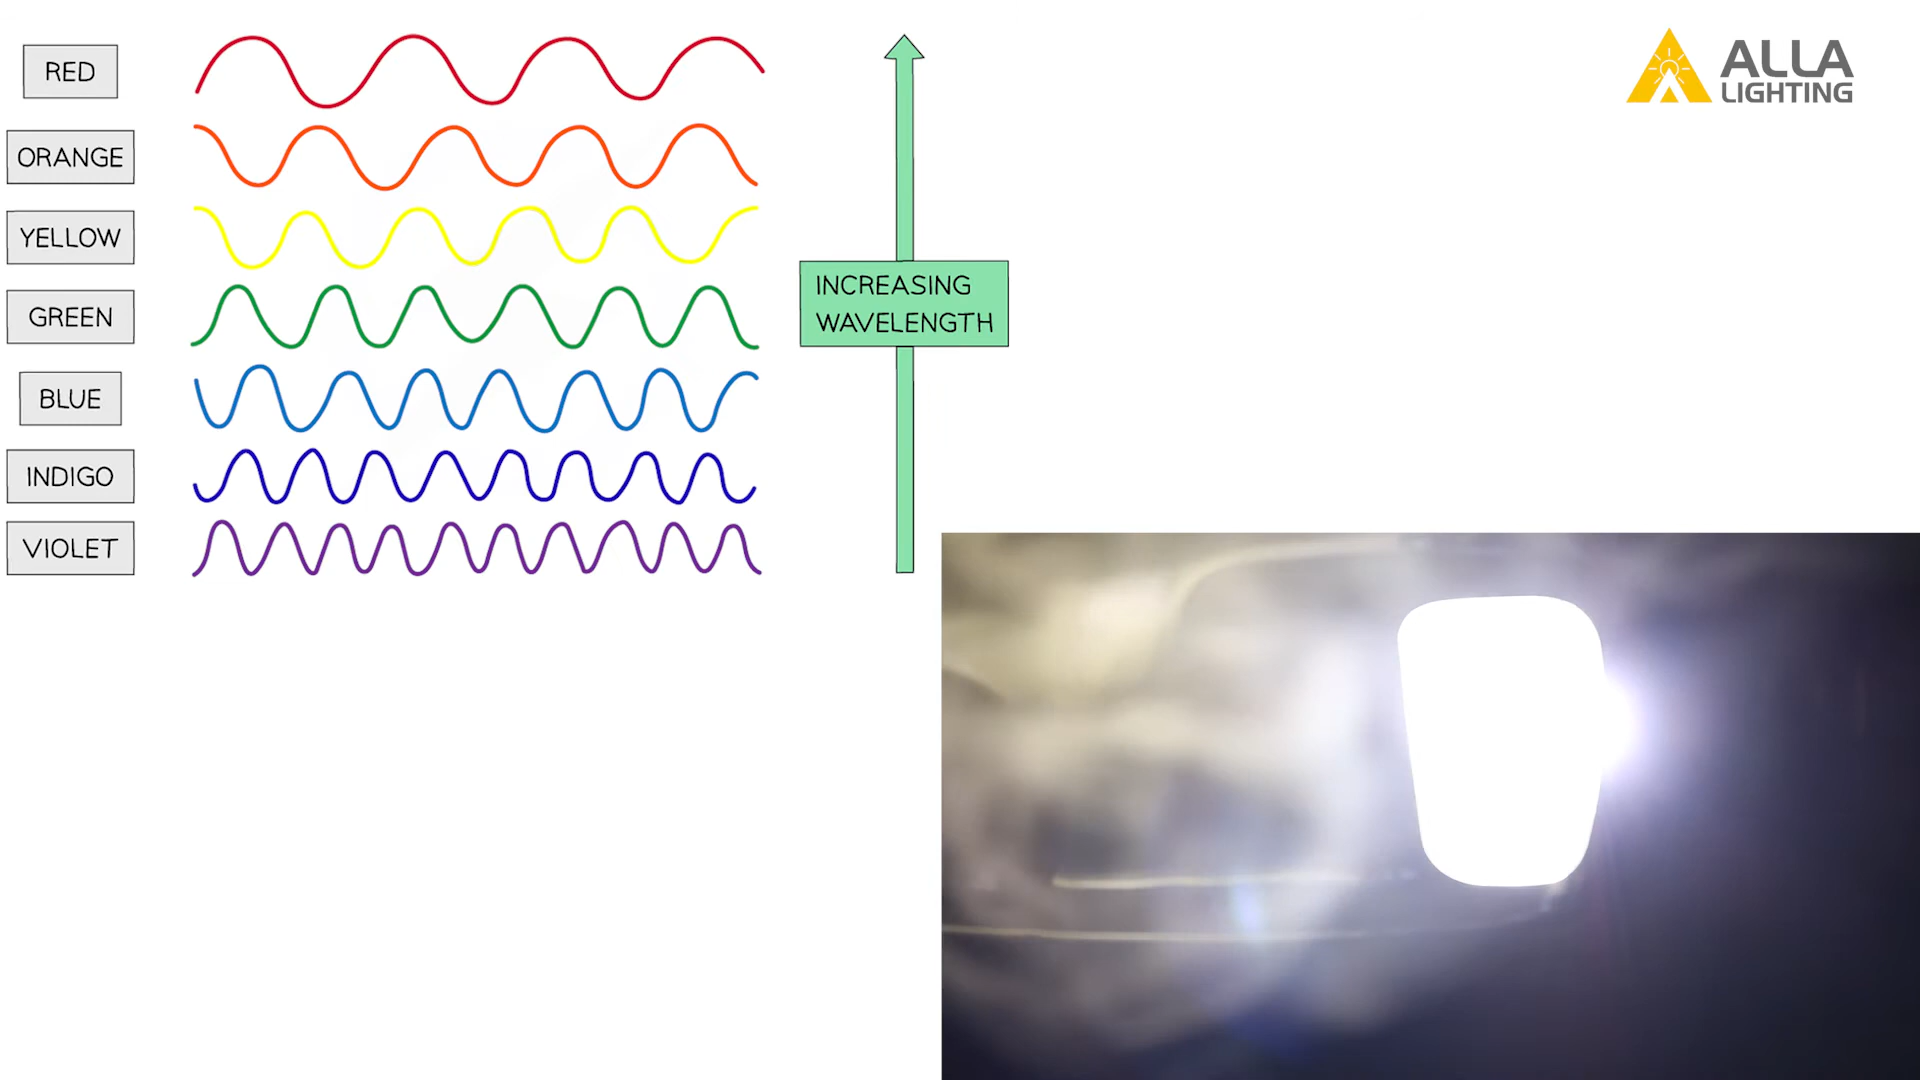 RED
ORANGE
YELLOW
GREEN
BLUE
INDIGO
VIOLET
INCREASING
WAVELENGTH
ALLA
LIGHTING